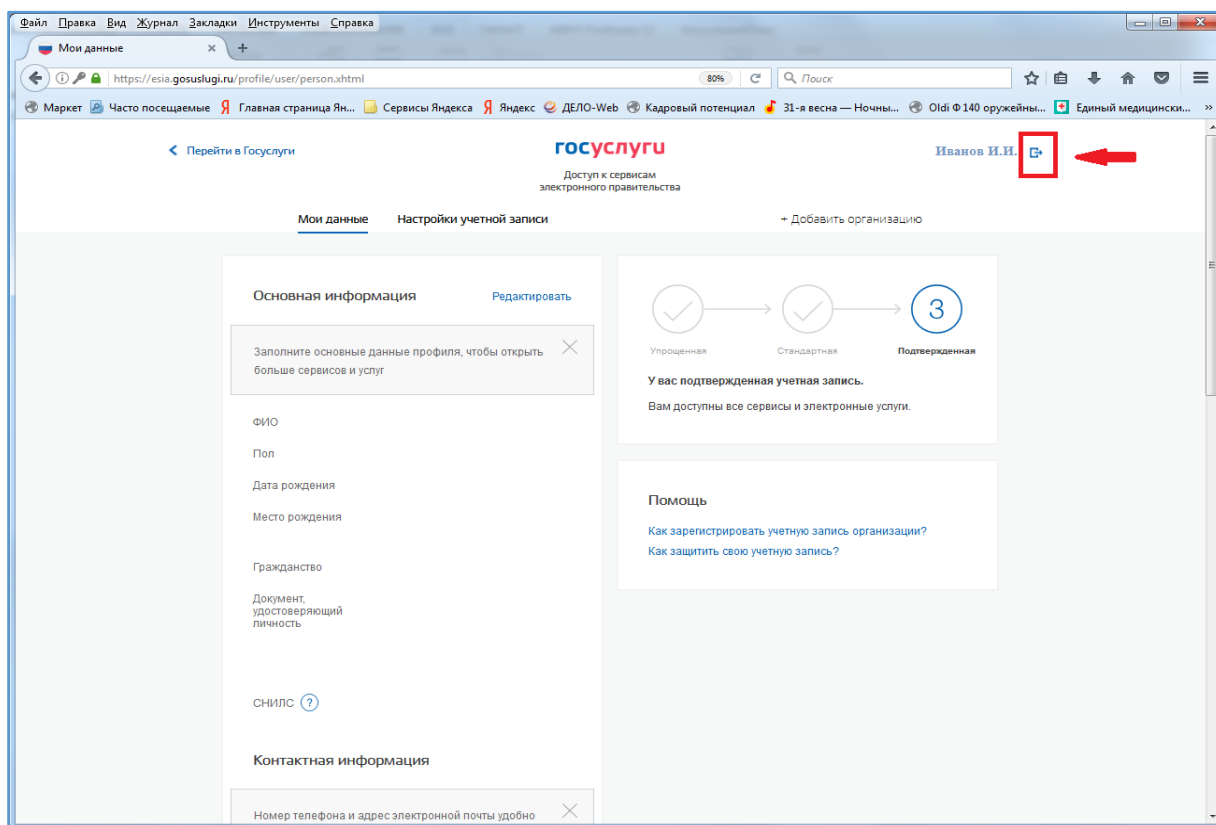 Файл Правка Вид Журнал Закладки Инструменты Справка
Мои данные × +
https://esia.gosuslugi.ru/profile/user/person.xhtml 80% Поиск
Маркет Часто посещаемые Я Главная страница Ян... Сервисы Яндекса Я Яндекс ДЕЛО-Web Кадровый потенциал 31-я весна — Ночны... Oldi Ф140 оружейны... Единый медицински... »
Перейти в Госуслуги
госуслуги
Иванов И.И.
Доступ к сервисам
электронного правительства
Мои данные Настройки учетной записи + Добавить организацию
Основная информация Редактировать
Заполните основные данные профиля, чтобы открыть
больше сервисов и услуг
ФИО
Пол
Дата рождения
Место рождения
Гражданство
Документ,
удостоверяющий
личность
СНИЛС ?
Контактная информация
Номер телефона и адрес электронной почты удобно
3
Упрощенная Стандартная Подтвержденная
У вас подтвержденная учетная запись.
Вам доступны все сервисы и электронные услуги.
Помощь
Как зарегистрировать учетную запись организации?
Как защитить свою учетную запись?